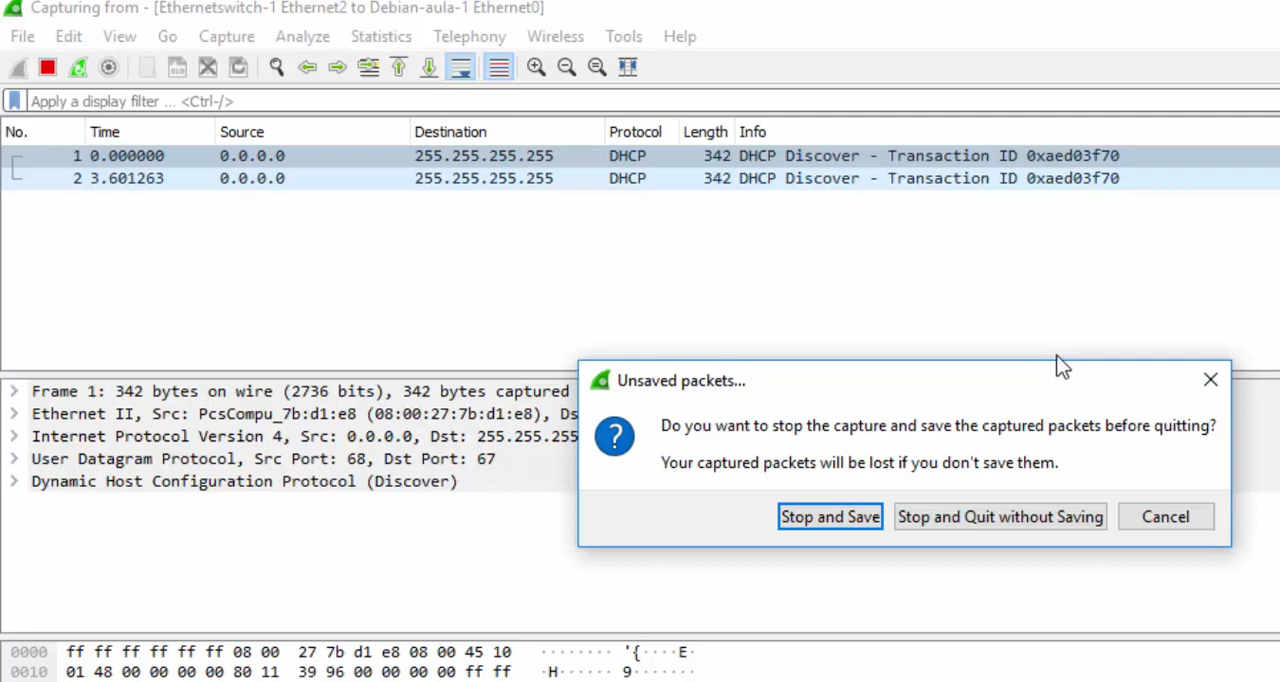 Capturing from - [Ethernetswitch-1 Ethernet2 to Debian-aula-1 Ethernet0]
File Edit View Go Capture Analyze Statistics Telephony Wireless Tools Help
Apply a display filter ... <Ctrl-/>
No. Time Source Destination Protocol Length Info
1 0.000000 0.0.0.0 255.255.255.255 DHCP 342 DHCP Discover - Transaction ID 0xaed03f70
2 3.601263 0.0.0.0 255.255.255.255 DHCP 342 DHCP Discover - Transaction ID 0xaed03f70
Frame 1: 342 bytes on wire (2736 bits), 342 bytes captured
Ethernet II, Src: PcsCompu_7b:d1:e8 (08:00:27:7b:d1:e8), Ds
Internet Protocol Version 4, Src: 0.0.0.0, Dst: 255.255.255
User Datagram Protocol, Src Port: 68, Dst Port: 67
Dynamic Host Configuration Protocol (Discover)
Unsaved packets...
Do you want to stop the capture and save the captured packets before quitting?
Your captured packets will be lost if you don't save them.
Stop and Save Stop and Quit without Saving Cancel
0000 ff ff ff ff ff ff 08 00 27 7b d1 e8 08 00 45 10 ········ '{····E·
0010 01 48 00 00 00 00 80 11 39 96 00 00 00 00 ff ff ·H······ 9·······